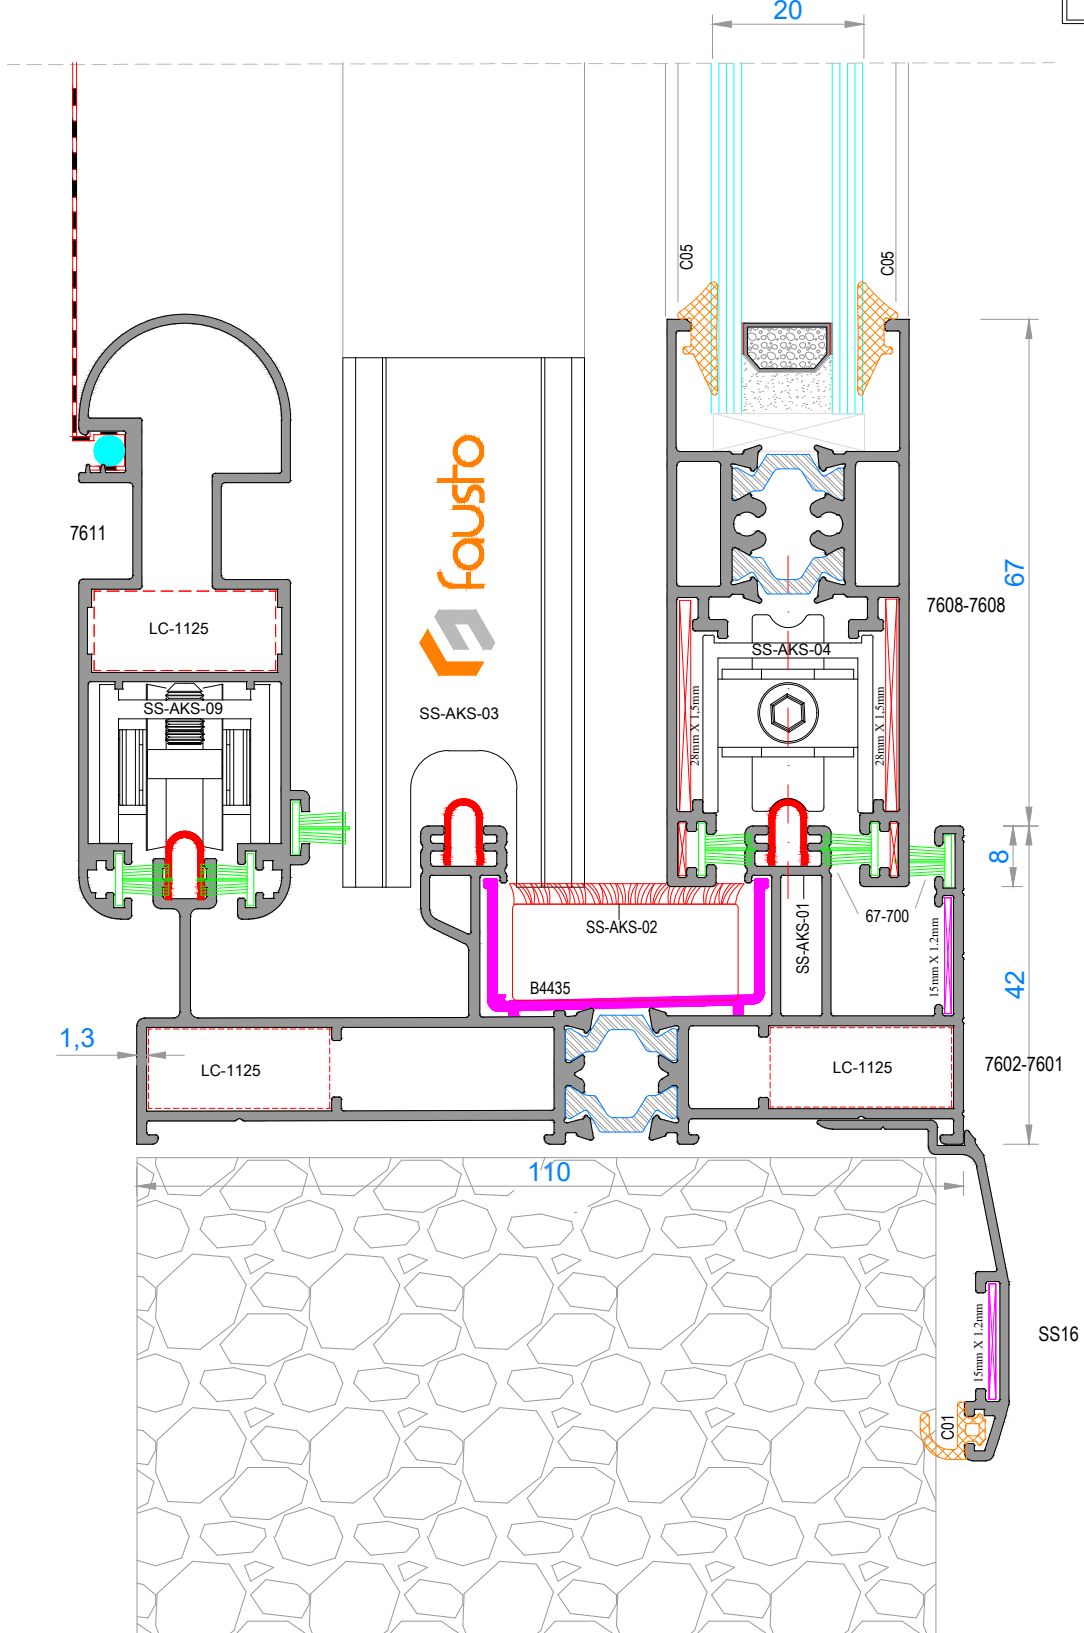 20
C05
C05
fausto
7611
67
7608-7608
LC-1125
SS-AKS-04
SS-AKS-09
SS-AKS-03
28mm X 1,5mm
28mm X 1,5mm
8
67-700
SS-AKS-02
SS-AKS-01
15mm X 1.2mm
B4435
42
1,3
LC-1125
LC-1125
7602-7601
110
15mm X 1.2mm
SS16
C01